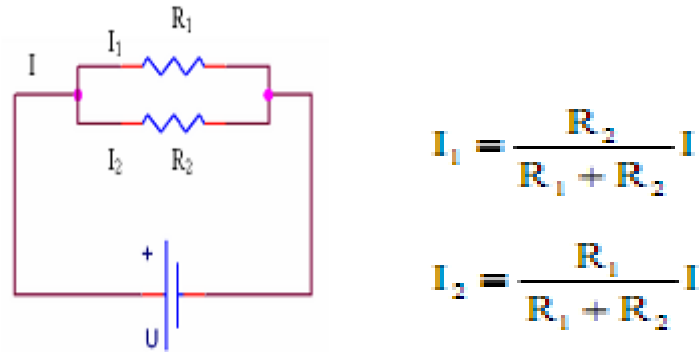 R₁
I₁
I
I₂ R₂
+
U
I₁ = R₂ / (R₁ + R₂) I
I₂ = R₁ / (R₁ + R₂) I